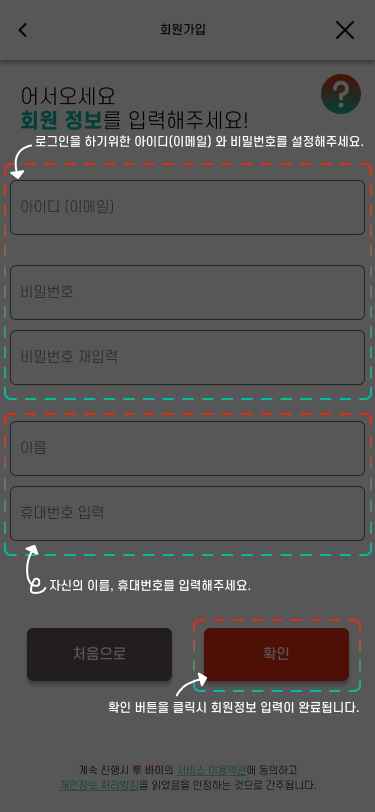 회원가입
어서오세요
회원 정보를 입력해주세요!
?
로그인을 하기위한 아이디(이메일) 와 비밀번호를 설정해주세요.
아이디 (이메일)
비밀번호
비밀번호 재입력
이름
휴대번호 입력
자신의 이름, 휴대번호를 입력해주세요.
처음으로
확인
확인 버튼을 클릭시 회원정보 입력이 완료됩니다.
계속 진행시 투 바이의 서비스 이용약관에 동의하고
개인정보 처리방침을 읽었음을 인정하는 것으로 간주됩니다.